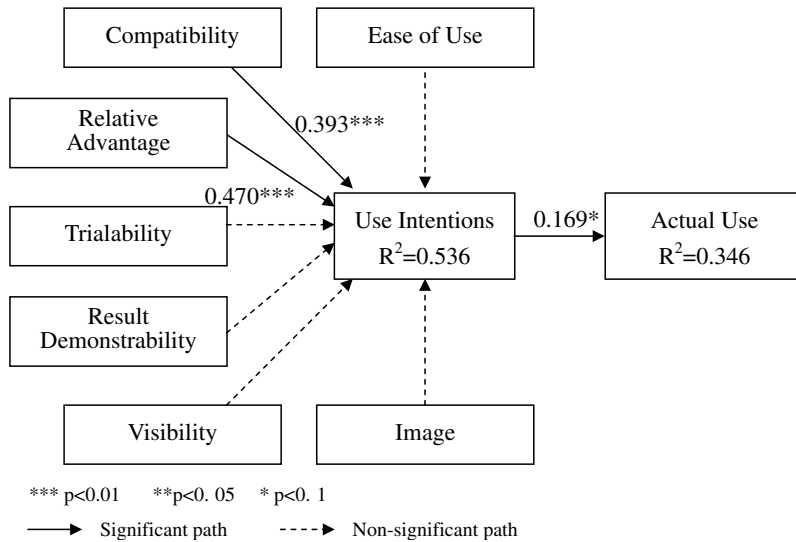 Compatibility
Ease of Use
0.393***
Relative
Advantage
0.470***
Trialability
Use Intentions
R²=0.536
0.169*
Actual Use
R²=0.346
Result
Demonstrability
Visibility
Image
*** p<0.01 **p<0. 05 * p<0. 1
Significant path Non-significant path